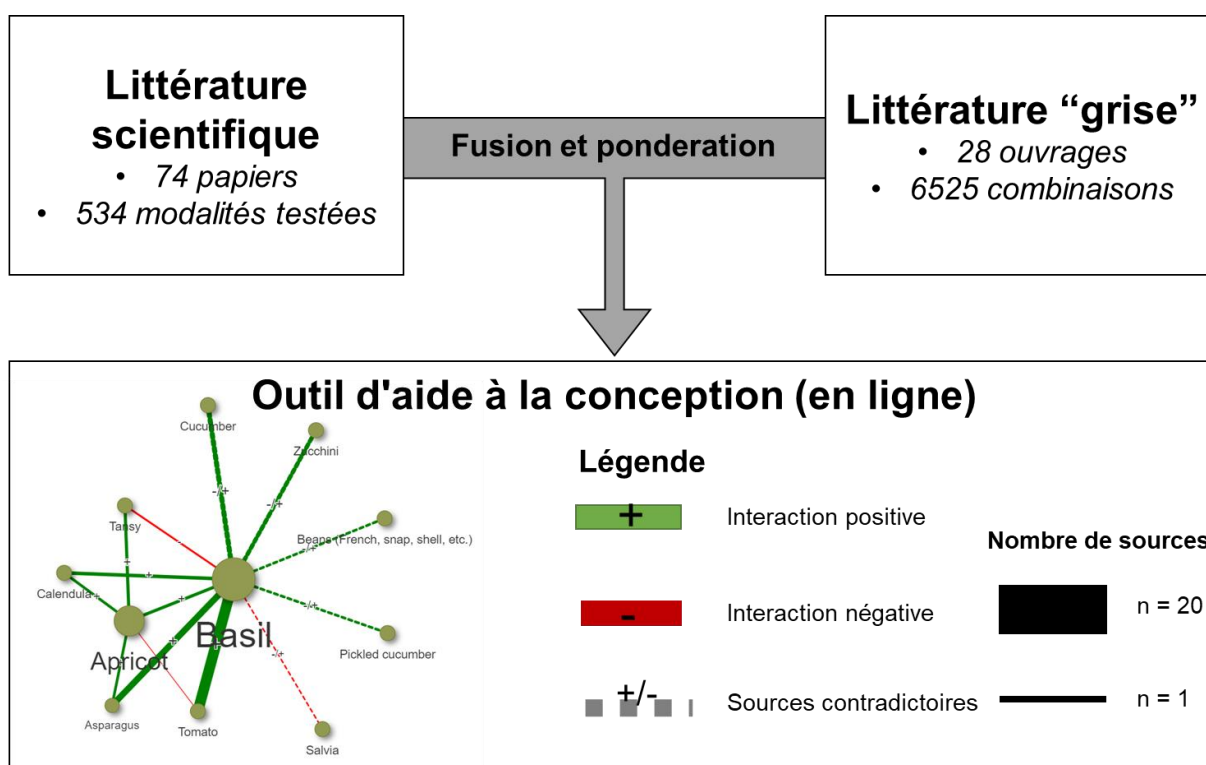 Littérature
scientifique
• 74 papiers
• 534 modalités testées
Fusion et ponderation
Littérature “grise”
• 28 ouvrages
• 6525 combinaisons
Outil d'aide à la conception (en ligne)
Cucumber
Zucchini
-/+
-/+
Tansy
-
Beans (French, snap, shell, etc.)
-/+
+
Calendula
+
+
+
-/+
Basil
Apricot
+
+
-/+
Pickled cucumber
Asparagus
Tomato
Salvia
Légende
+
Interaction positive
-
Interaction négative
+/-
Sources contradictoires
Nombre de sources
n = 20
n = 1